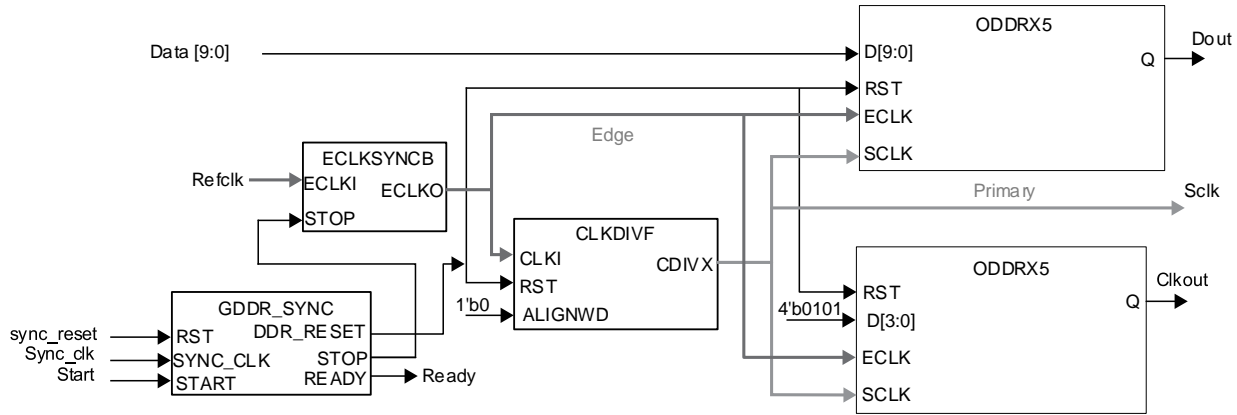 ODDRX5
Data [9:0]
D[9:0]
Q
Dout
RST
ECLK
SCLK
Edge
ECLKSYNCB
Refclk
ECLKI
ECLKO
STOP
Primary
Sclk
CLKDIVF
CLKI
CDIVX
RST
1'b0
ALIGNWD
ODDRX5
RST
Q
Clkout
4'b0101
D[3:0]
ECLK
SCLK
GDDR_SYNC
sync_reset
RST
DDR_RESET
Sync_clk
SYNC_CLK
STOP
Start
START
READY
Ready